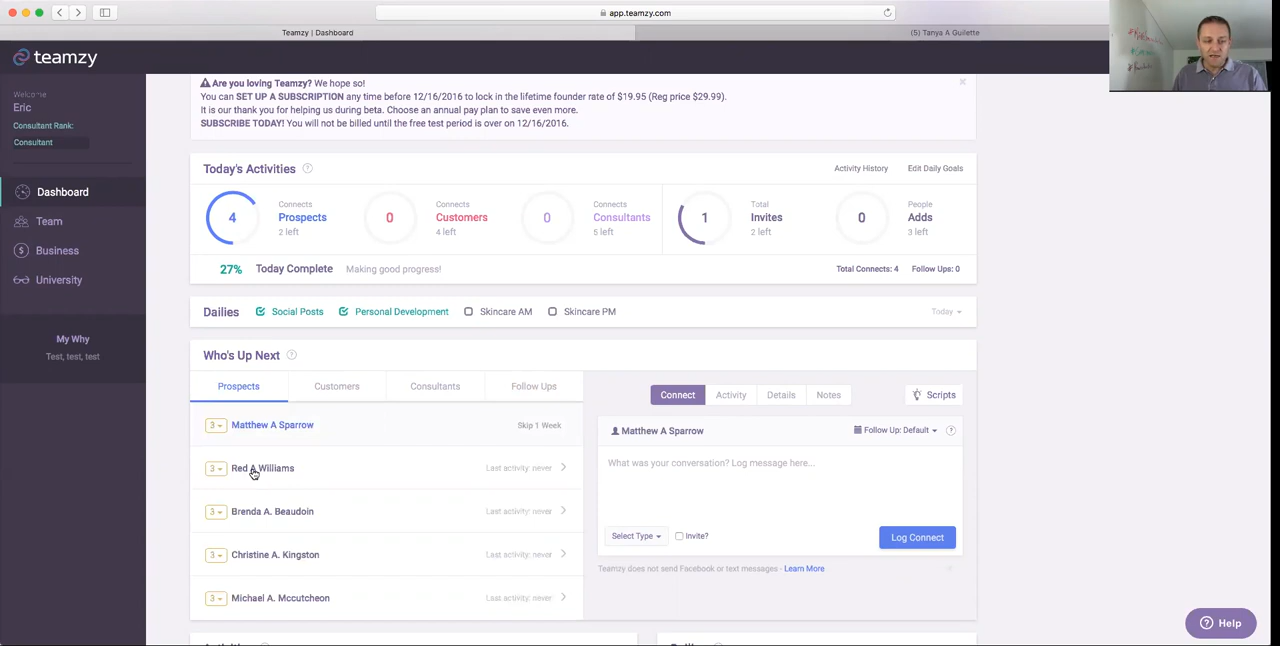 app.teamzy.com
Teamzy | Dashboard
(5) Tanya A Guilette
teamzy
Welcome
Eric
Consultant Rank:
Consultant
Dashboard
Team
Business
University
My Why
Test, test, test
Are you loving Teamzy? We hope so!
You can SET UP A SUBSCRIPTION any time before 12/16/2016 to lock in the lifetime founder rate of $19.95 (Reg price $29.99).
It is our thank you for helping us during beta. Choose an annual pay plan to save even more.
SUBSCRIBE TODAY! You will not be billed until the free test period is over on 12/16/2016.
Today's Activities
Activity History
Edit Daily Goals
4
Connects
Prospects
2 left
0
Connects
Customers
4 left
0
Connects
Consultants
5 left
1
Total
Invites
2 left
0
People
Adds
3 left
27% Today Complete Making good progress!
Total Connects: 4 Follow Ups: 0
Dailies Social Posts Personal Development Skincare AM Skincare PM Today
Who's Up Next
Prospects Customers Consultants Follow Ups
3 Matthew A Sparrow Skip 1 Week
3 Red A Williams Last activity: never
3 Brenda A. Beaudoin Last activity: never
3 Christine A. Kingston Last activity: never
3 Michael A. Mccutcheon Last activity: never
Connect Activity Details Notes Scripts
Matthew A Sparrow Follow Up: Default
What was your conversation? Log message here...
Select Type Invite? Log Connect
Teamzy does not send Facebook or text messages - Learn More
Help